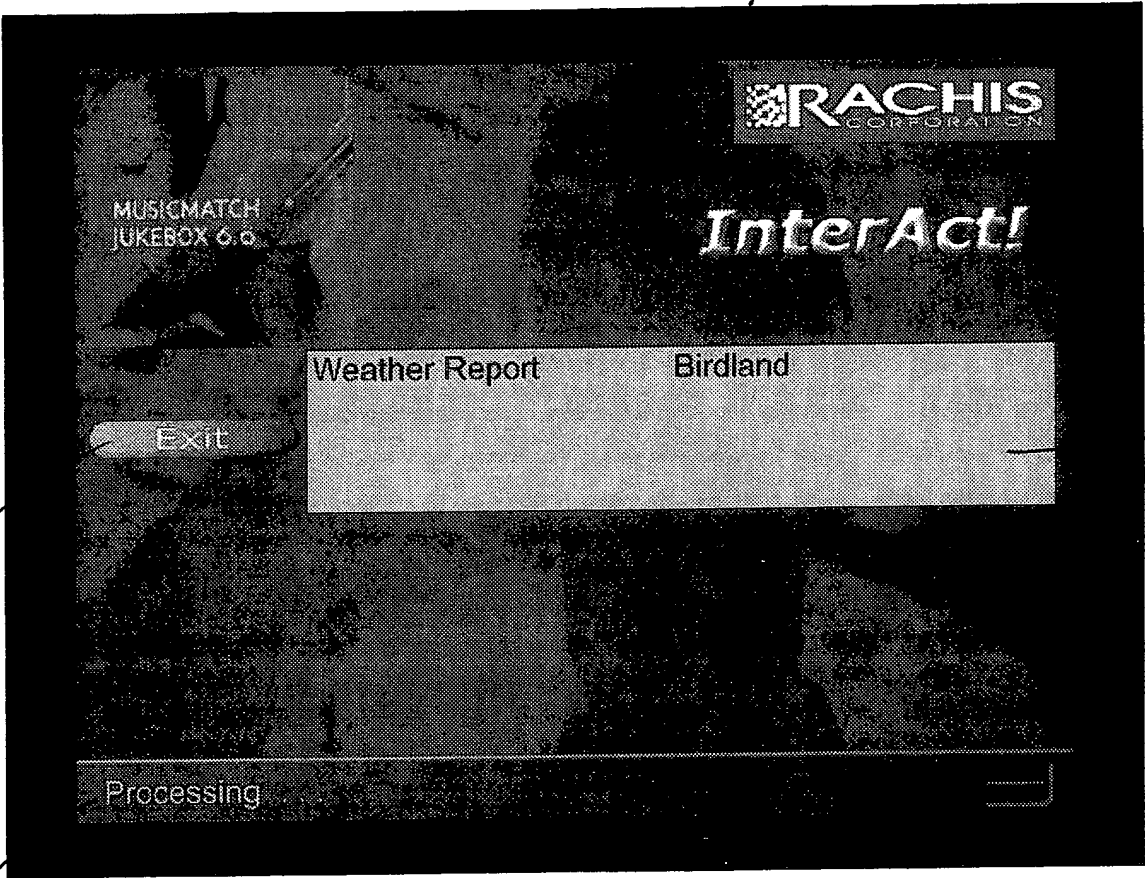 RACHIS
CORPORATION
MUSICMATCH
JUKEBOX 6.0
InterAct!
Weather Report Birdland
Exit
Processing